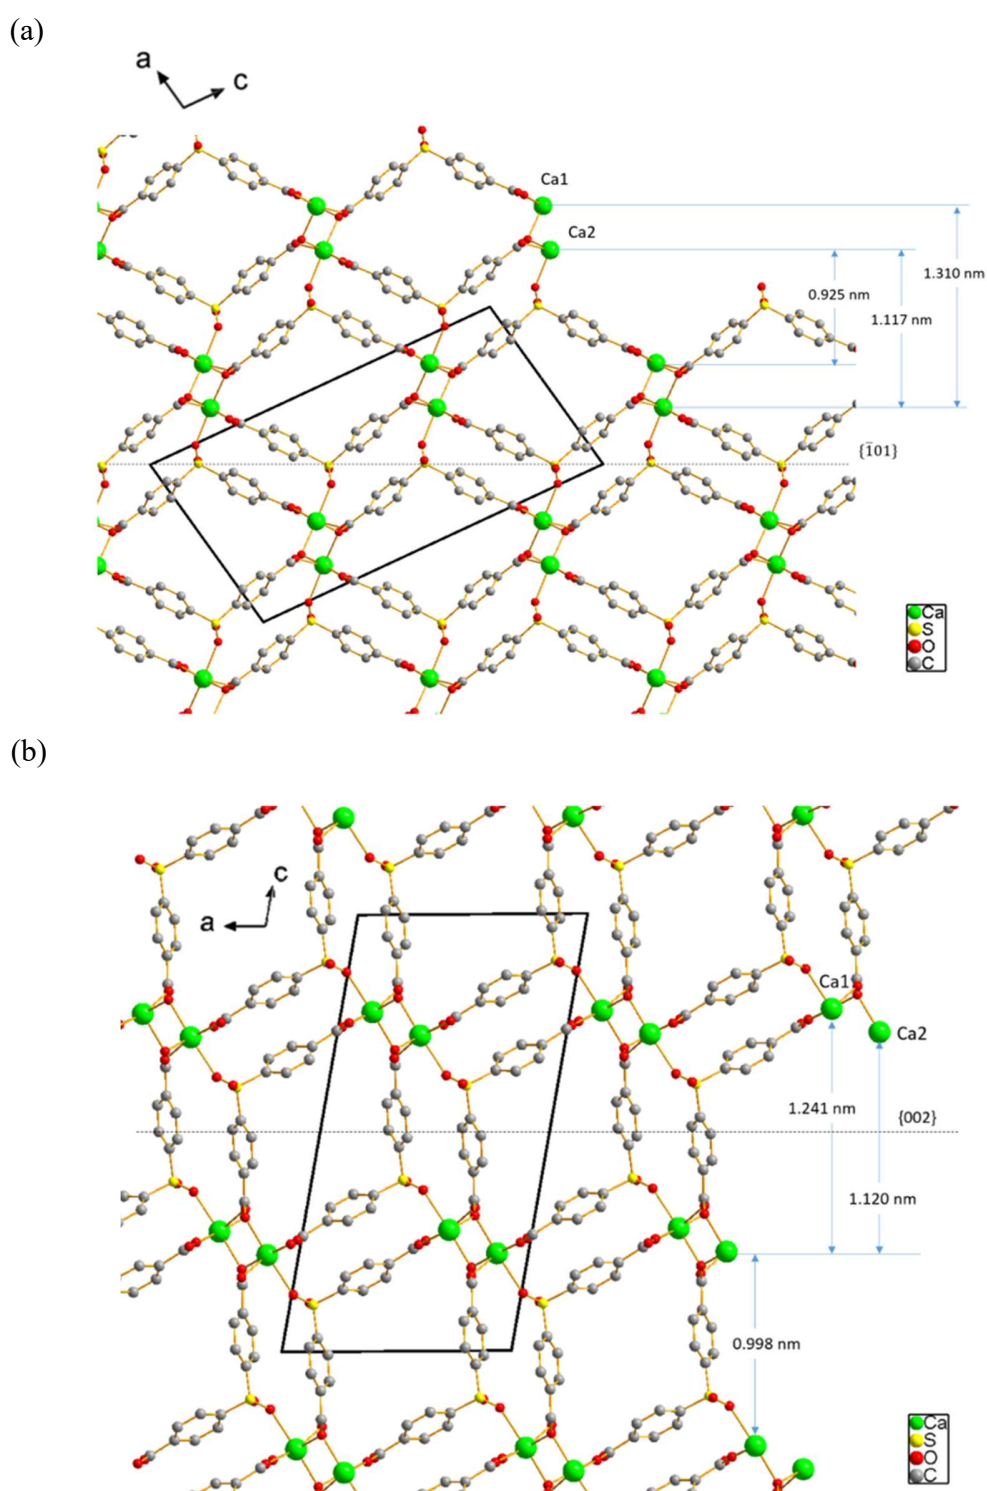 (a)
a
c
Ca1
Ca2
1.310 nm
0.925 nm
1.117 nm
{1̅01}
Ca
S
O
C
(b)
c
a
Ca1
Ca2
1.241 nm
{002}
1.120 nm
0.998 nm
Ca
S
O
C